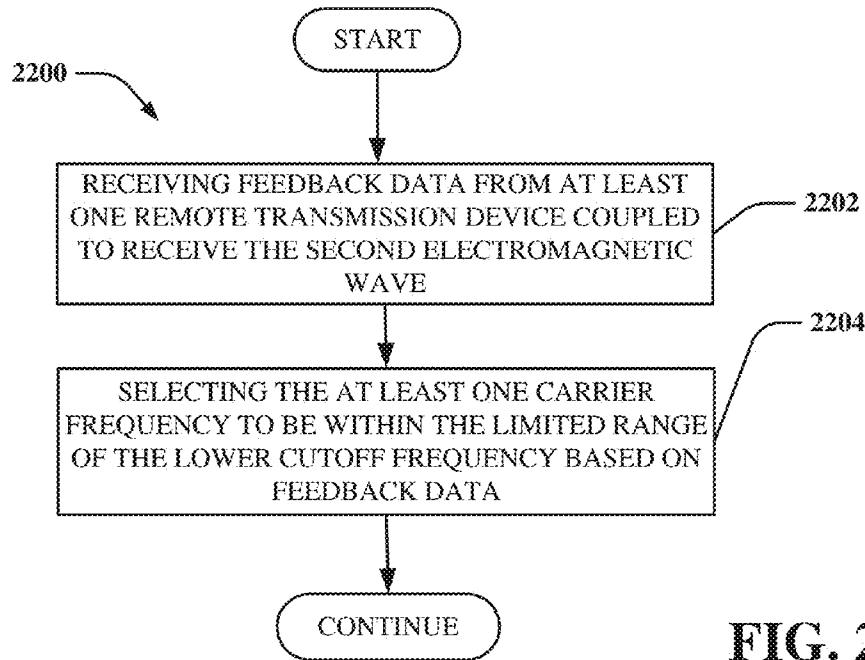 START
2200
RECEIVING FEEDBACK DATA FROM AT LEAST
ONE REMOTE TRANSMISSION DEVICE COUPLED
TO RECEIVE THE SECOND ELECTROMAGNETIC
WAVE
2202
2204
SELECTING THE AT LEAST ONE CARRIER
FREQUENCY TO BE WITHIN THE LIMITED RANGE
OF THE LOWER CUTOFF FREQUENCY BASED ON
FEEDBACK DATA
CONTINUE
FIG.